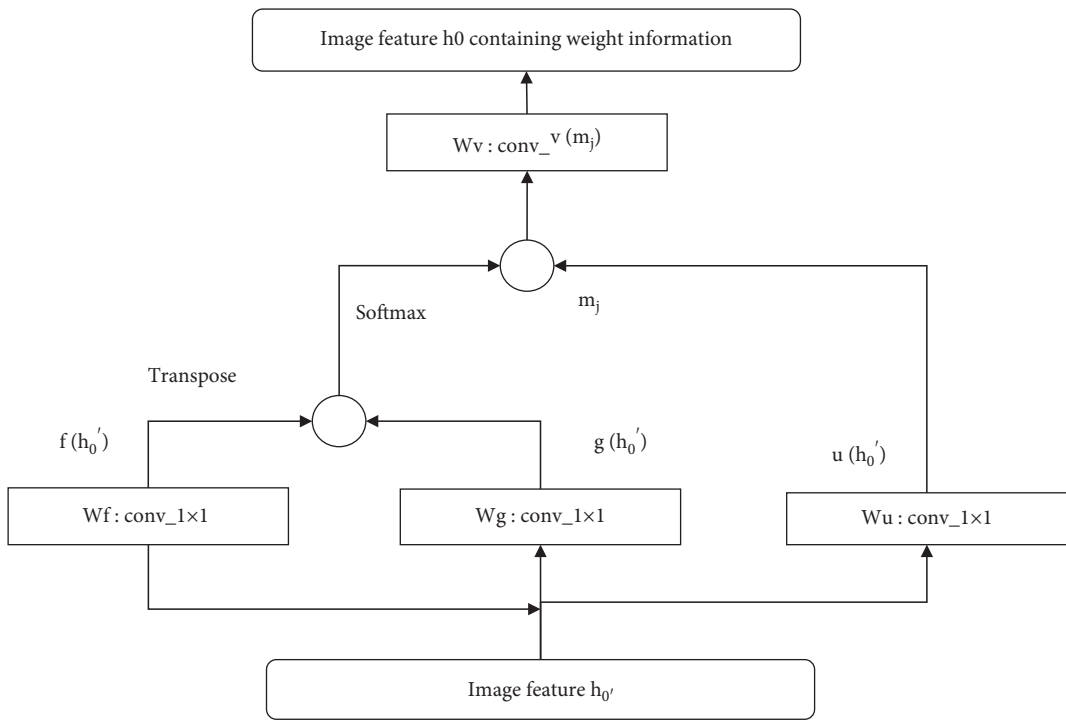 Image feature h0 containing weight information
Wv : conv_v (mj)
mj
Softmax
Transpose
f (h0′)
g (h0′)
u (h0′)
Wf : conv_1×1
Wg : conv_1×1
Wu : conv_1×1
Image feature h0′